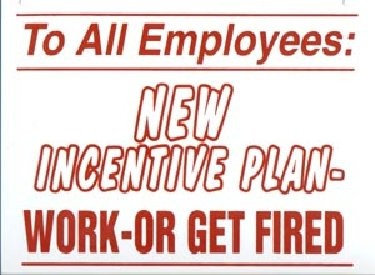 To All Employees:
NEW
INCENTIVE PLAN-
WORK-OR GET FIRED